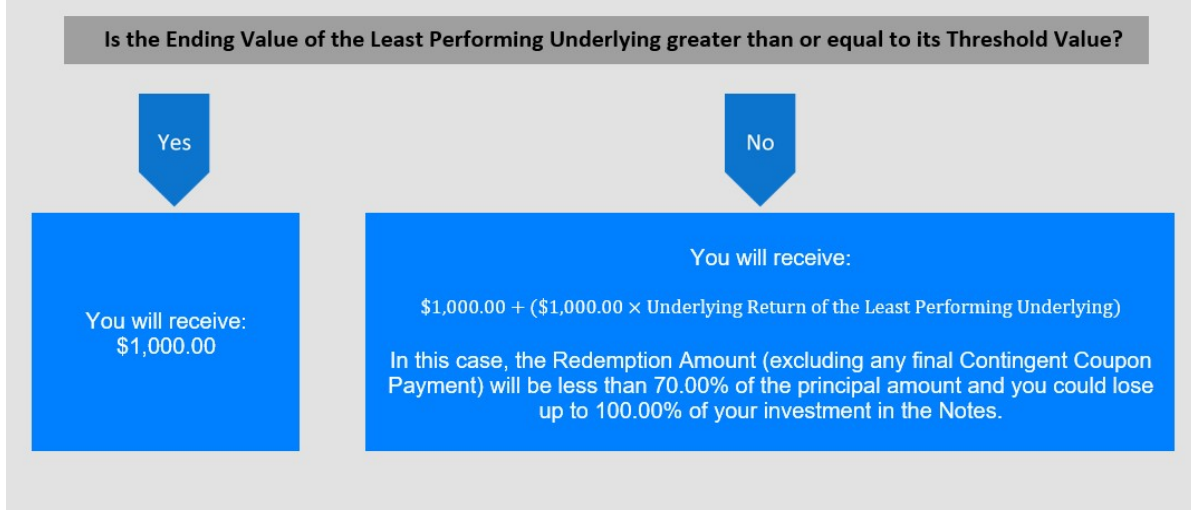 Is the Ending Value of the Least Performing Underlying greater than or equal to its Threshold Value?
Yes
No
You will receive:
$1,000.00
You will receive:
$1,000.00 + ($1,000.00 × Underlying Return of the Least Performing Underlying)
In this case, the Redemption Amount (excluding any final Contingent Coupon
Payment) will be less than 70.00% of the principal amount and you could lose
up to 100.00% of your investment in the Notes.